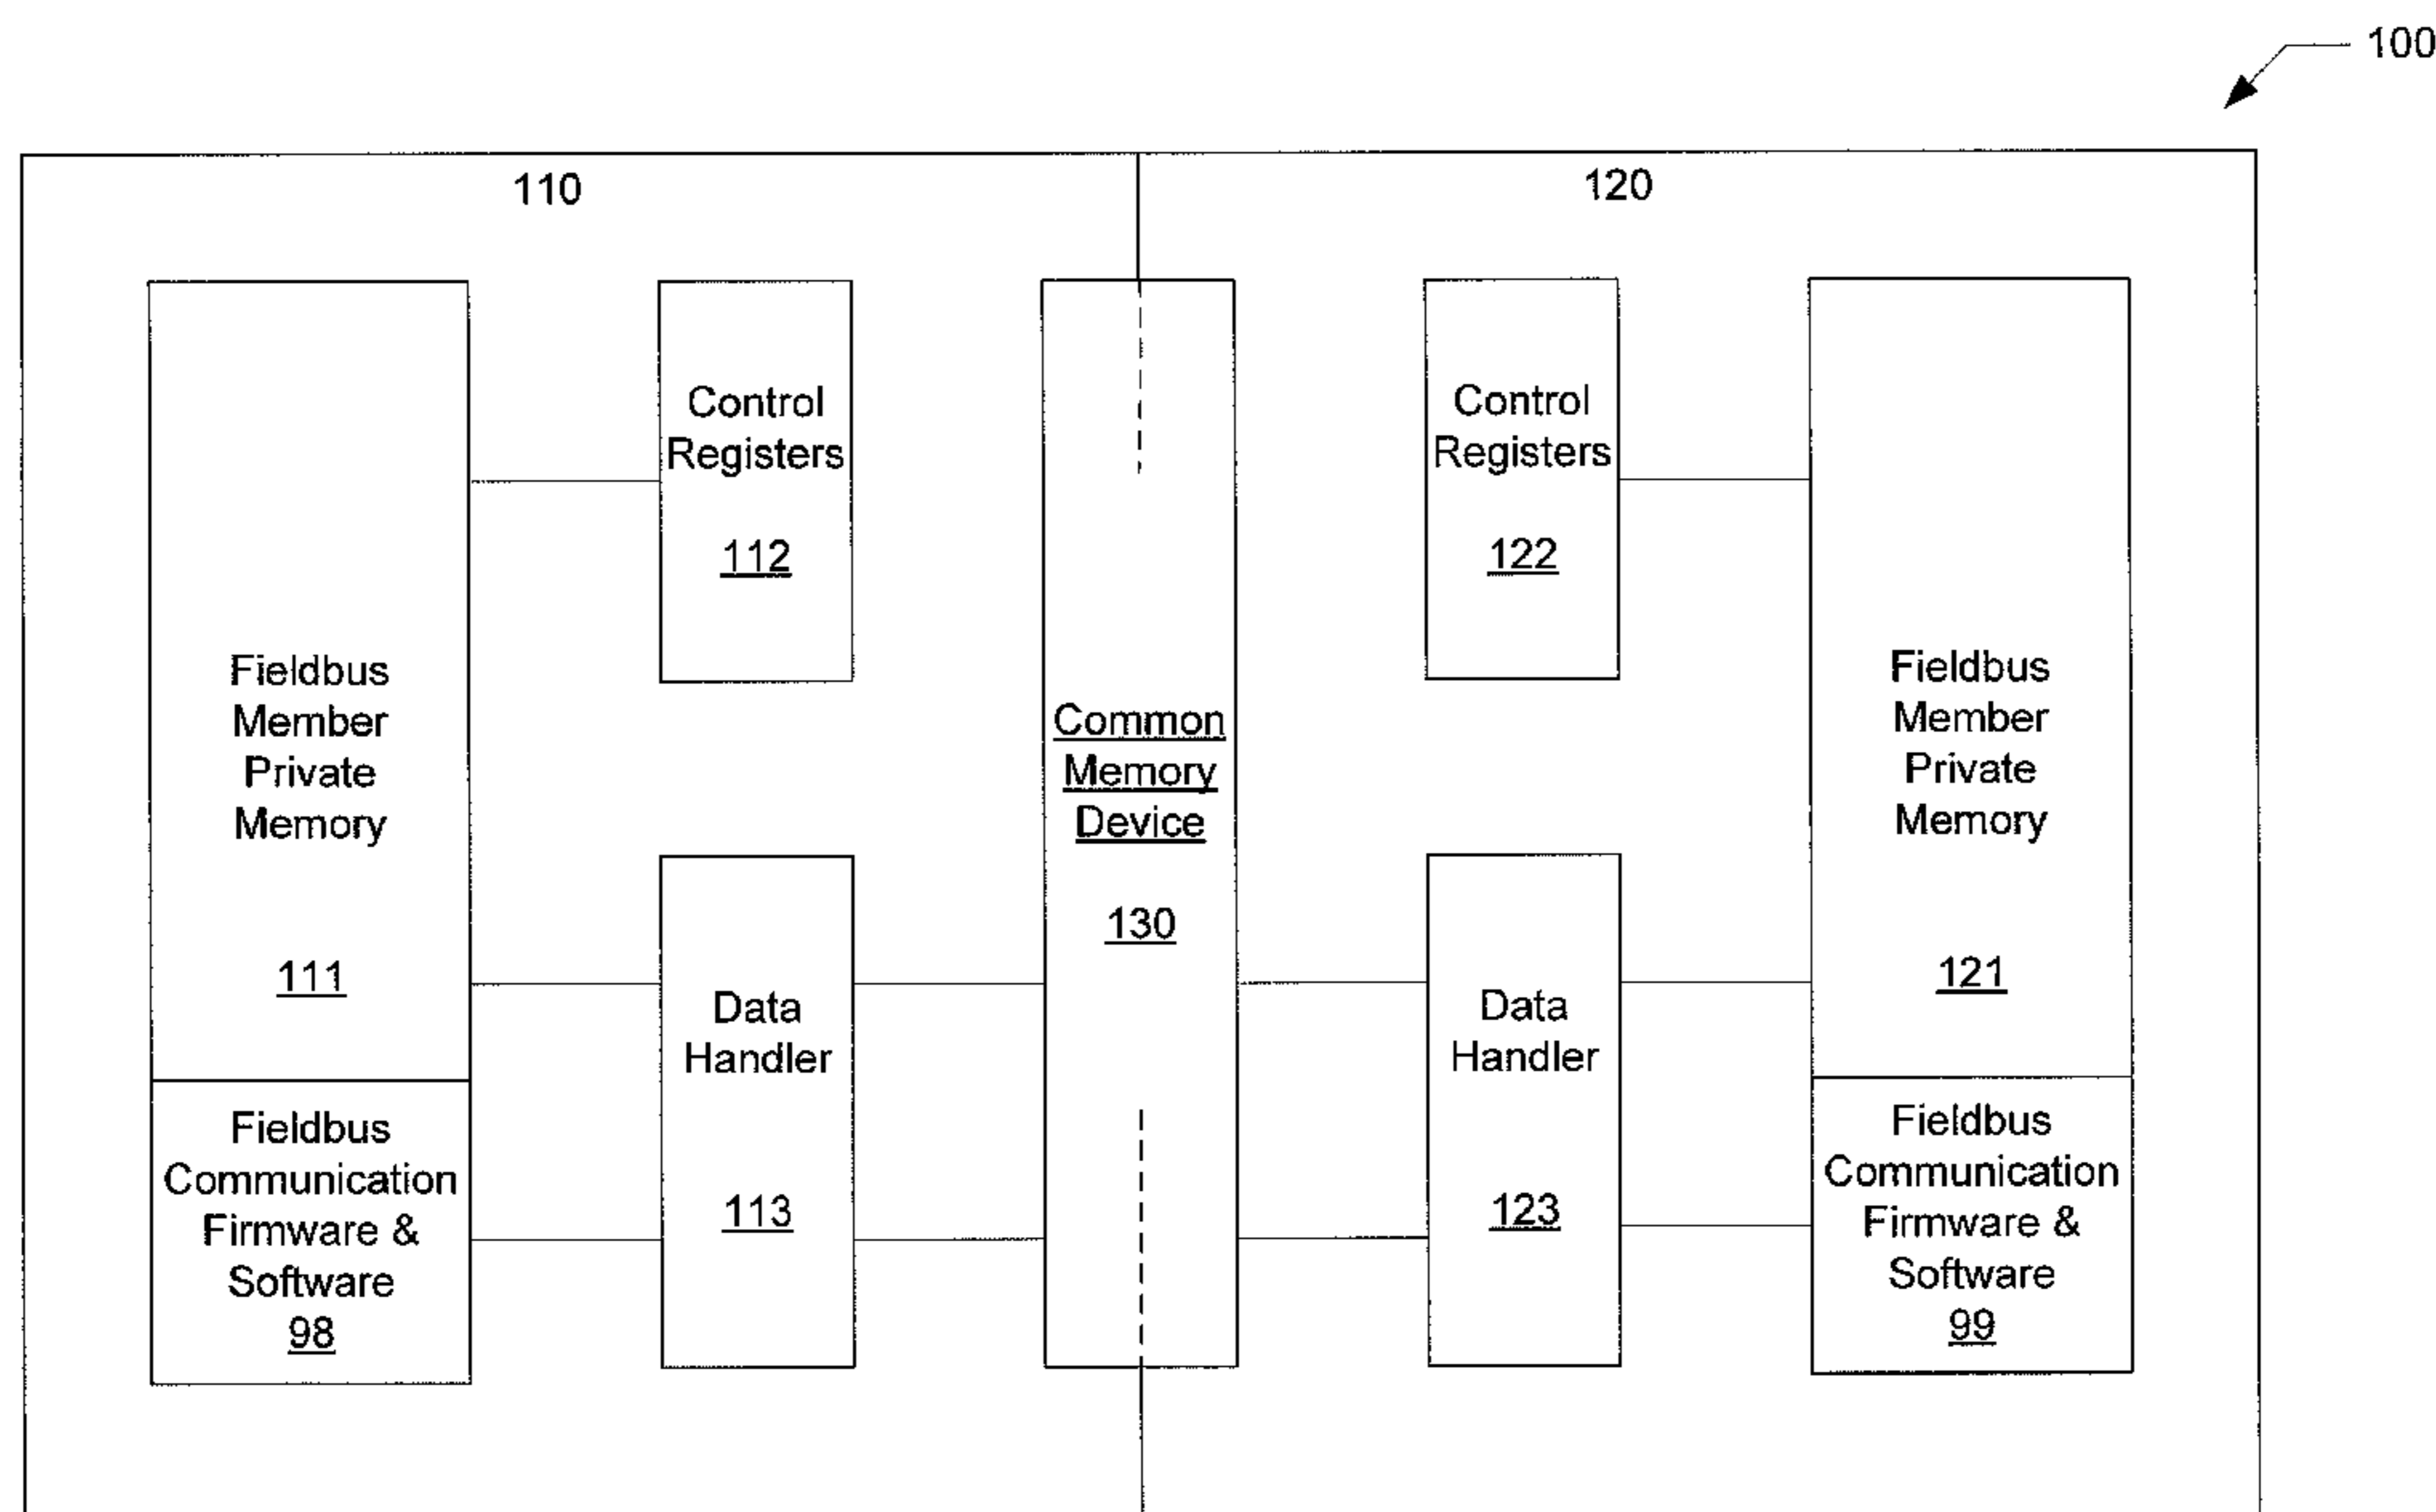 100
110
120
Control
Registers
112
Control
Registers
122
Fieldbus
Member
Private
Memory
111
Common
Memory
Device
130
Fieldbus
Member
Private
Memory
121
Data
Handler
113
Data
Handler
123
Fieldbus
Communication
Firmware &
Software
98
Fieldbus
Communication
Firmware &
Software
99